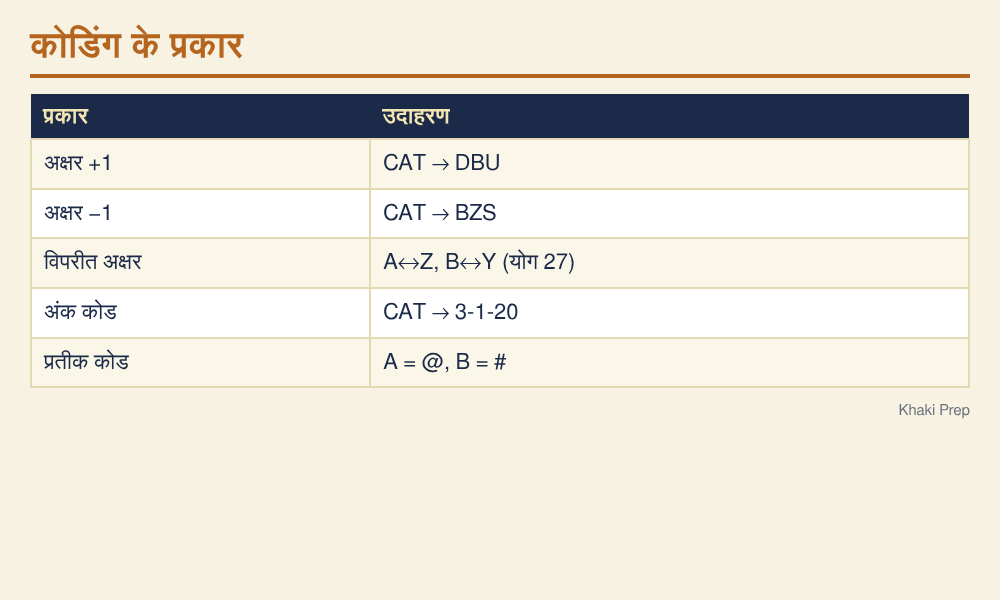 कोडिंग के प्रकार
प्रकार उदाहरण
अक्षर +1 CAT → DBU
अक्षर −1 CAT → BZS
विपरीत अक्षर A↔Z, B↔Y (योग 27)
अंक कोड CAT → 3-1-20
प्रतीक कोड A = @, B = #
Khaki Prep